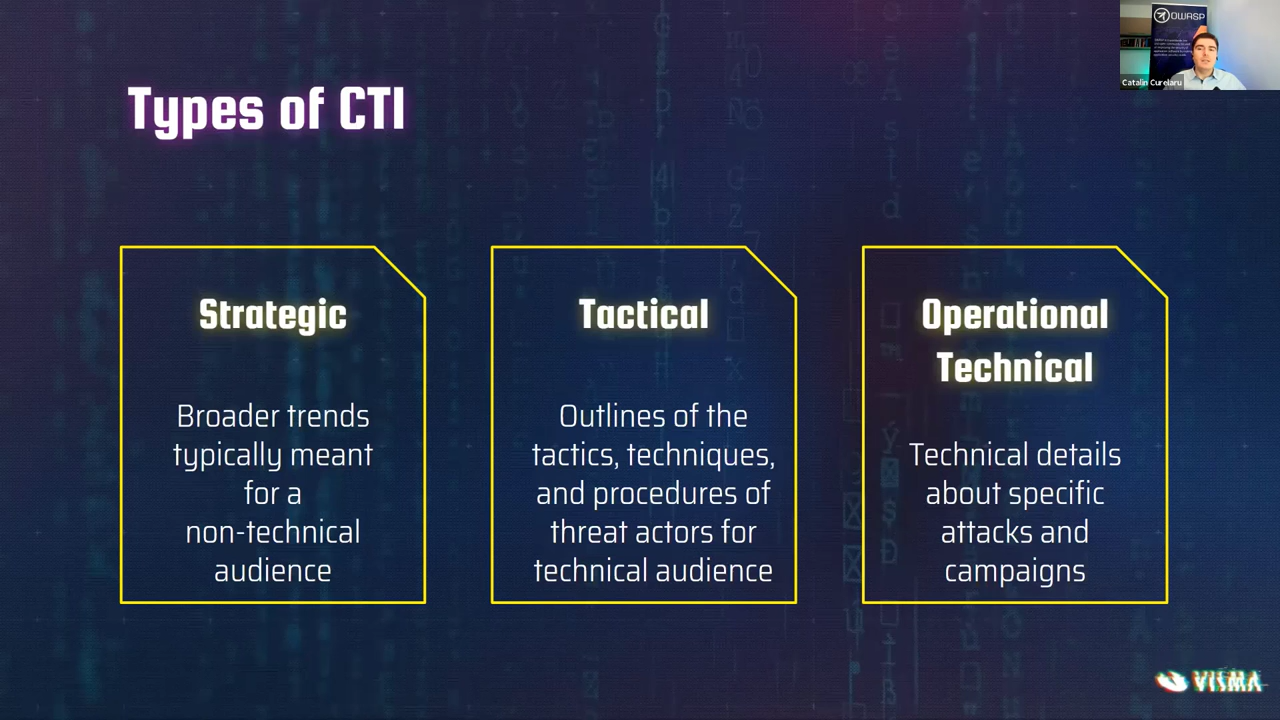 OWASP
Catalin Curelaru
Types of CTI
Strategic
Broader trends
typically meant
for a
non-technical
audience
Tactical
Outlines of the
tactics, techniques,
and procedures of
threat actors for
technical audience
Operational
Technical
Technical details
about specific
attacks and
campaigns
VISMA